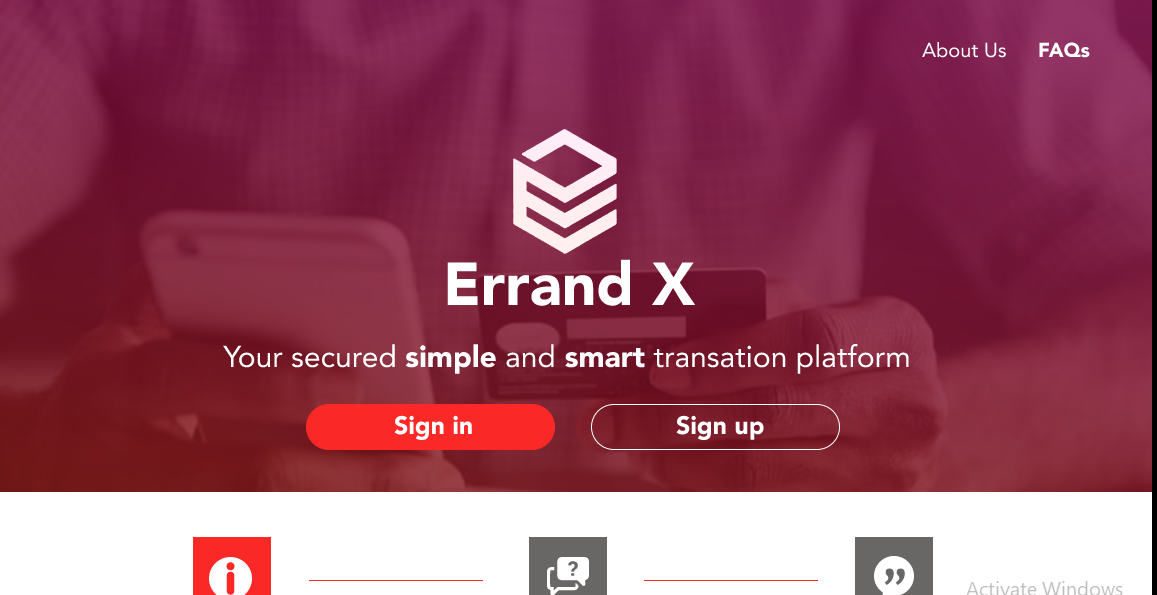 About Us FAQs
Errand X
Your secured simple and smart transation platform
Sign in Sign up
?
Activate Windows